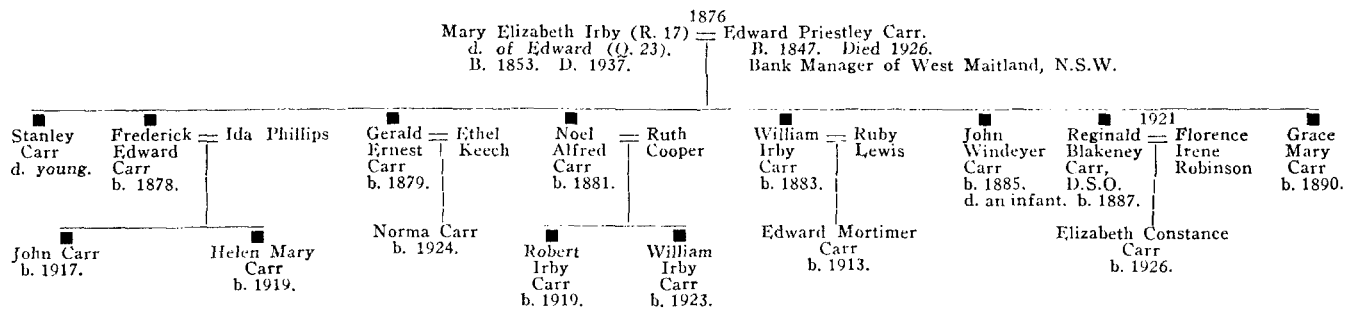 1876
Mary Elizabeth Irby (R. 17) = Edward Priestley Carr.
d. of Edward (Q. 23).
B. 1853. D. 1937.
B. 1847. Died 1926.
Bank Manager of West Maitland, N.S.W.
Stanley
Carr
d. young.
Frederick = Ida Phillips
Edward
Carr
b. 1878.
Gerald = Ethel
Ernest Keech
Carr
b. 1879.
Noel = Ruth
Alfred Cooper
Carr
b. 1881.
William = Ruby
Irby Lewis
Carr
b. 1883.
John
Windeyer
Carr
b. 1885.
d. an infant.
1921
Reginald = Florence
Blakeney Irene
Carr, Robinson
D.S.O.
b. 1887.
Grace
Mary
Carr
b. 1890.
John Carr
b. 1917.
Helen Mary
Carr
b. 1919.
Norma Carr
b. 1924.
Robert
Irby
Carr
b. 1919.
William
Irby
Carr
b. 1923.
Edward Mortimer
Carr
b. 1913.
Elizabeth Constance
Carr
b. 1926.